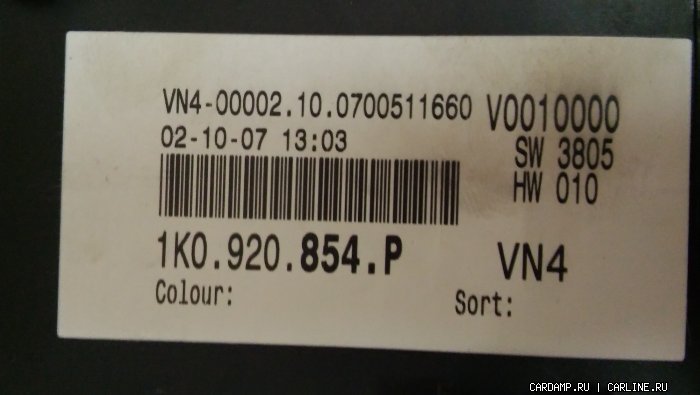 VN4-00002.10.0700511660 V0010000
02-10-07 13:03 SW 3805
HW 010
1K0.920.854.P VN4
Colour: Sort:
CARDAMP.RU | CARLINE.RU